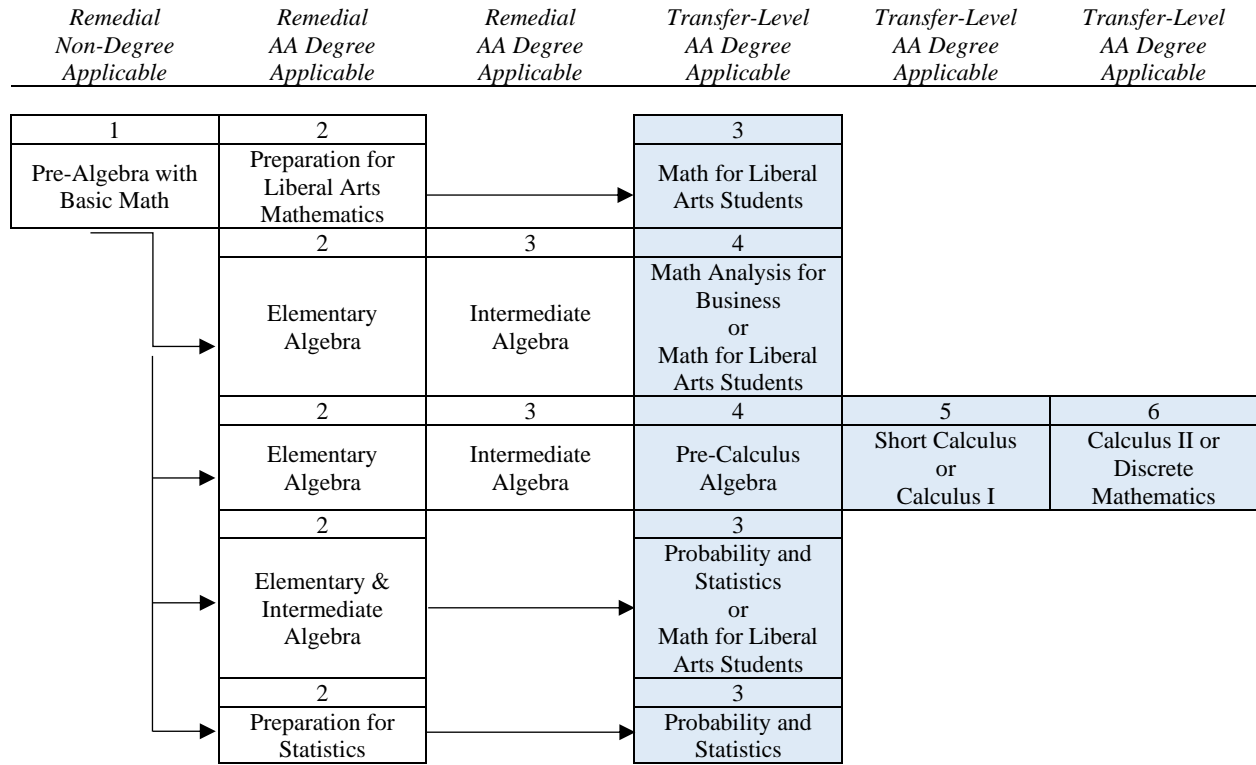 Remedial Non-Degree Applicable
Remedial AA Degree Applicable
Remedial AA Degree Applicable
Transfer-Level AA Degree Applicable
Transfer-Level AA Degree Applicable
Transfer-Level AA Degree Applicable
1
Pre-Algebra with
Basic Math
2
Preparation for
Liberal Arts
Mathematics
3
Math for Liberal
Arts Students
2
Elementary
Algebra
3
Intermediate
Algebra
4
Math Analysis for
Business
or
Math for Liberal
Arts Students
2
Elementary
Algebra
3
Intermediate
Algebra
4
Pre-Calculus
Algebra
5
Short Calculus
or
Calculus I
6
Calculus II or
Discrete
Mathematics
2
Elementary &
Intermediate
Algebra
3
Probability and
Statistics
or
Math for Liberal
Arts Students
2
Preparation for
Statistics
3
Probability and
Statistics